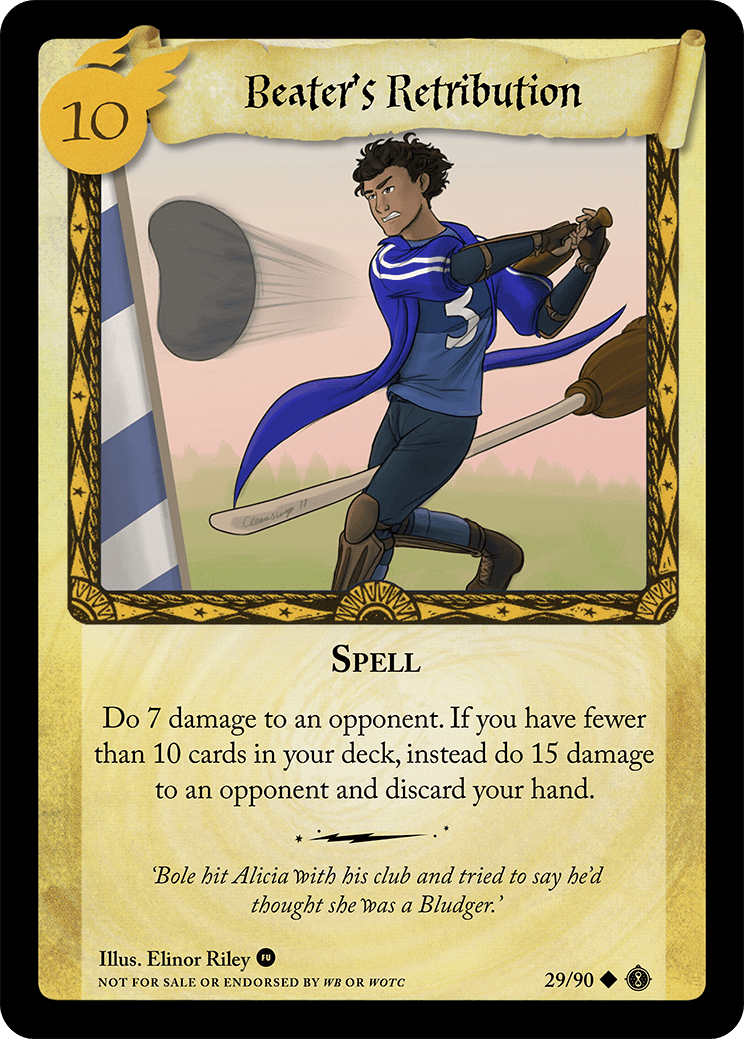 10
Beater's Retribution
3
Cleansweep 11
SPELL
Do 7 damage to an opponent. If you have fewer
than 10 cards in your deck, instead do 15 damage
to an opponent and discard your hand.
'Bole hit Alicia with his club and tried to say he'd
thought she was a Bludger.'
Illus. Elinor Riley FU
NOT FOR SALE OR ENDORSED BY WB OR WOTC
29/90